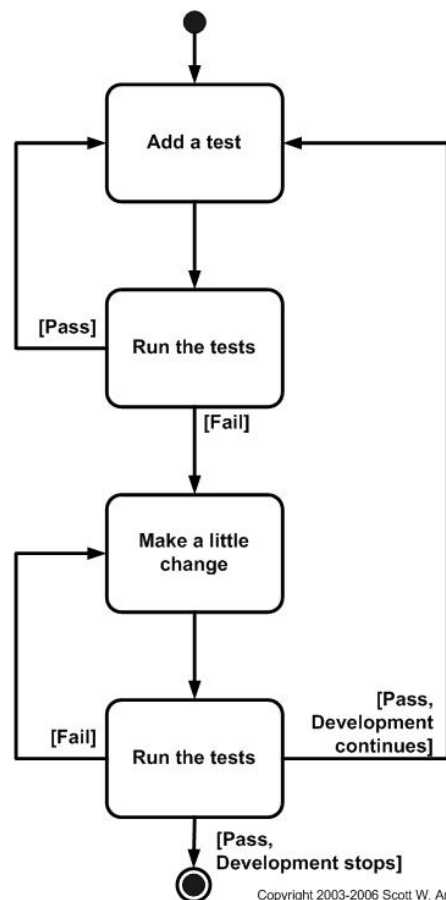 Add a test
[Pass]
Run the tests
[Fail]
Make a little
change
[Fail]
Run the tests
[Pass,
Development
continues]
[Pass,
Development stops]
Copyright 2003-2006 Scott W.